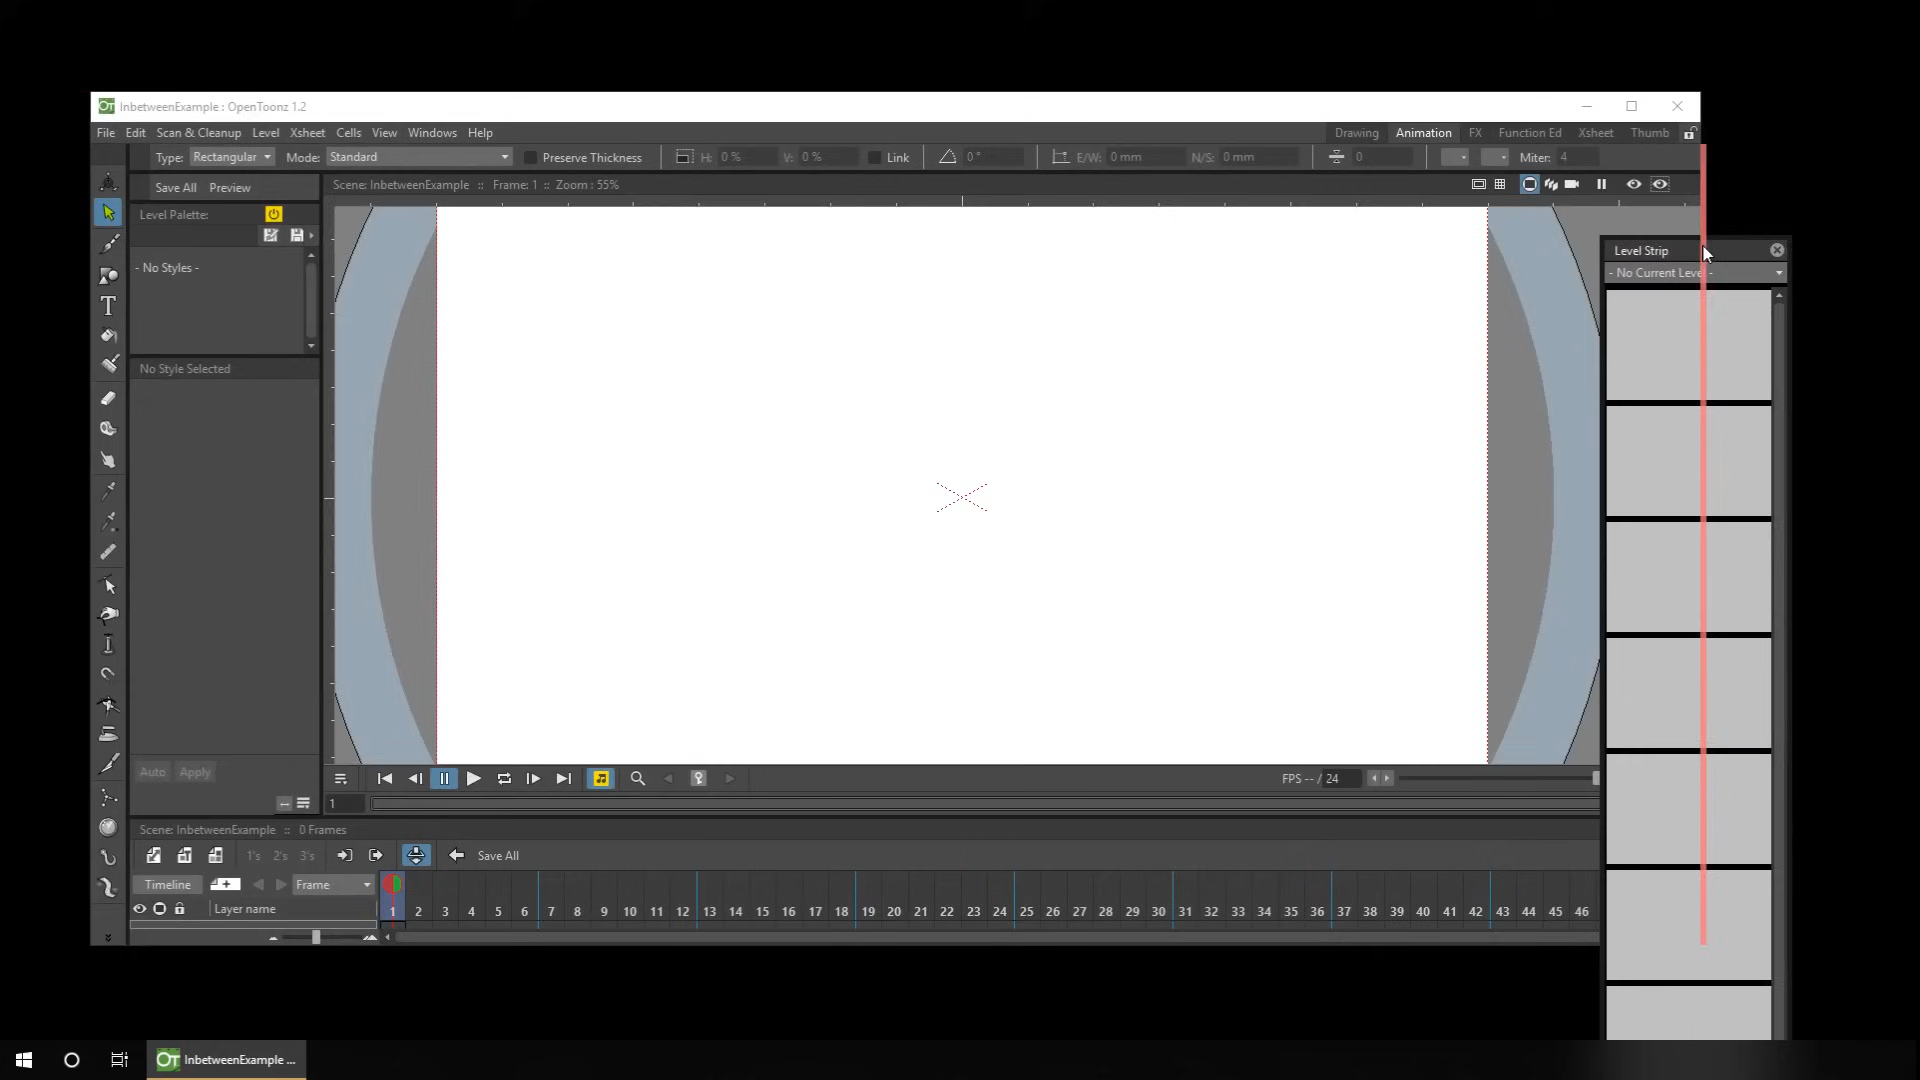 InbetweenExample : OpenToonz 1.2
File Edit Scan & Cleanup Level Xsheet Cells View Windows Help
Drawing Animation FX Function Ed Xsheet Thumb
Type: Rectangular Mode: Standard Preserve Thickness H: 0 % V: 0 % Link 0 ° E/W: 0 mm N/S: 0 mm 0 Miter: 4
Save All Preview
Scene: InbetweenExample :: Frame: 1 :: Zoom : 55%
Level Palette:
- No Styles -
No Style Selected
Auto Apply
Level Strip
- No Current Level -
FPS -- / 24
1
Scene: InbetweenExample :: 0 Frames
1's 2's 3's Save All
Timeline Frame
Layer name
1 2 3 4 5 6 7 8 9 10 11 12 13 14 15 16 17 18 19 20 21 22 23 24 25 26 27 28 29 30 31 32 33 34 35 36 37 38 39 40 41 42 43 44 45 46
InbetweenExample ...